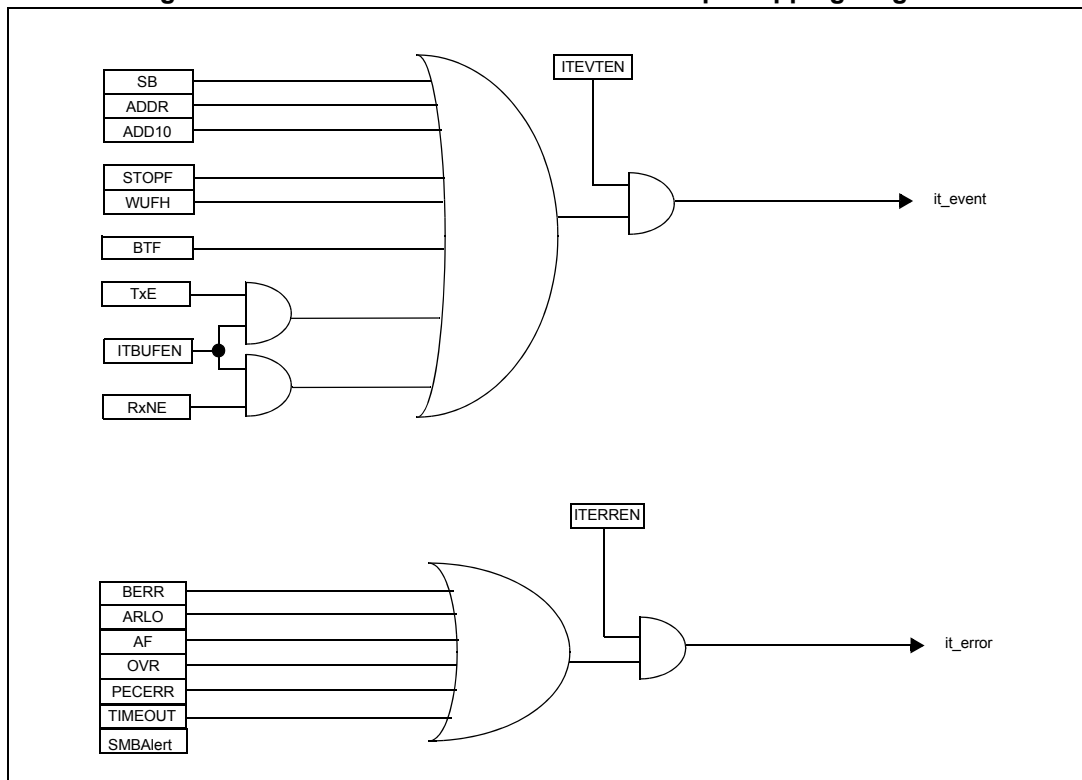 ITEVTEN
SB
ADDR
ADD10
STOPF
WUFH
BTF
TxE
ITBUFEN
RxNE
it_event
ITERREN
BERR
ARLO
AF
OVR
PECERR
TIMEOUT
SMBAlert
it_error